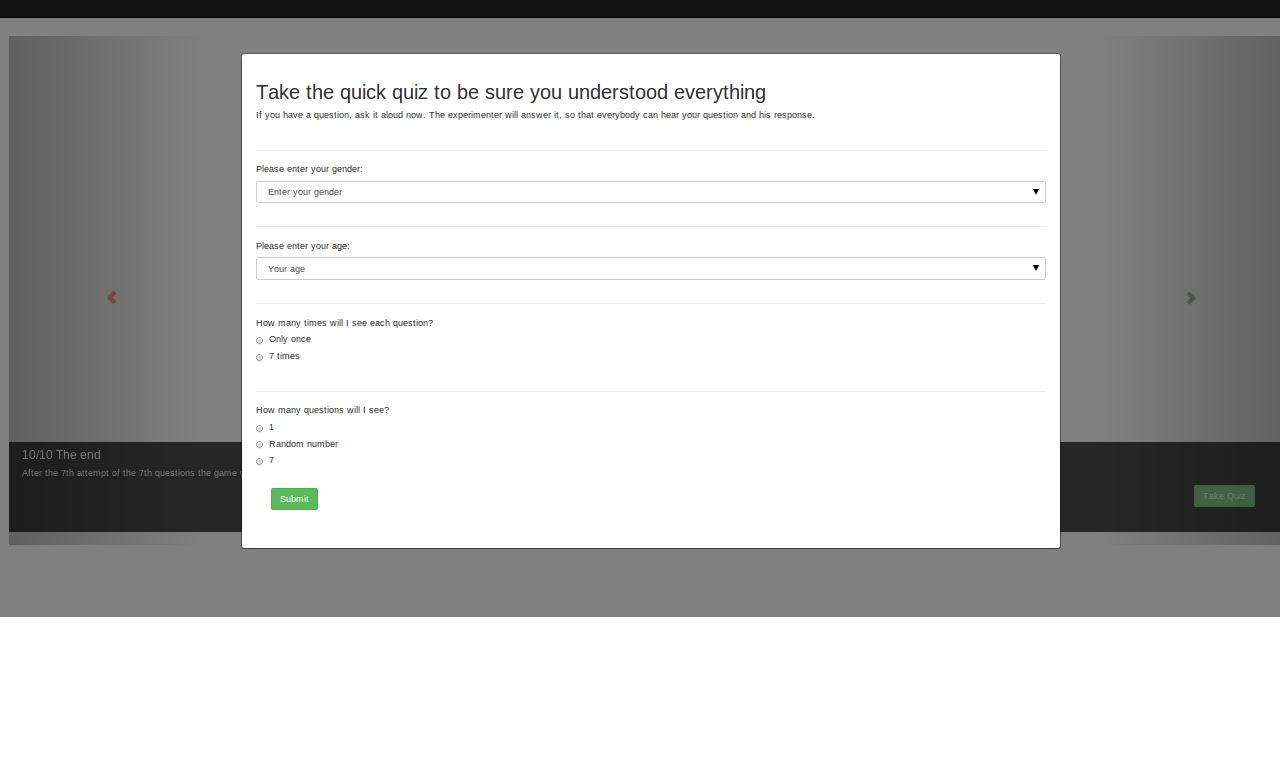 Take the quick quiz to be sure you understood everything
If you have a question, ask it aloud now. The experimenter will answer it, so that everybody can hear your question and his response.
Please enter your gender:
Enter your gender
Please enter your age:
Your age
How many times will I see each question?
Only once
7 times
How many questions will I see?
1
Random number
7
Submit
10/10 The end
After the 7th attempt of the 7th questions the game
Take Quiz